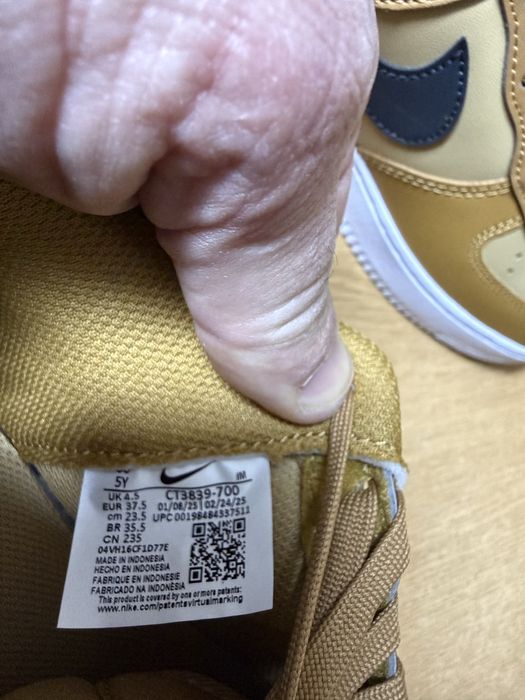 5Y IM
UK 4.5 CT3839-700
EUR 37.5 01/08/25 | 02/24/25
cm 23.5 UPC 00198484337511
BR 35.5
CN 235
04VH16CF1D77E
MADE IN INDONESIA
HECHO EN INDONESIA
FABRIQUE EN INDONESIE
FABRICADO NA INDONESIA
This product is covered by one or more patents:
www.nike.com/patentsvirtualmarking